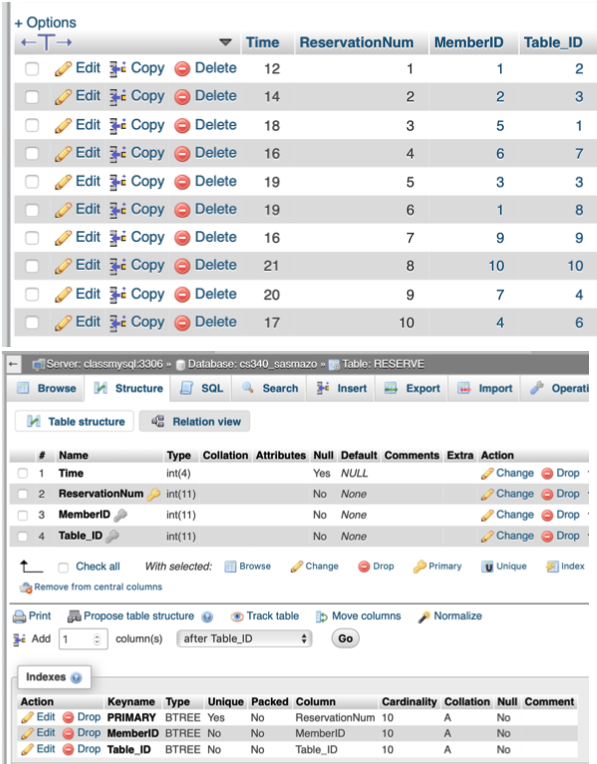 + Options
←T→ ▼ Time ReservationNum MemberID Table_ID
Edit Copy Delete 12 1 1 2
Edit Copy Delete 14 2 2 3
Edit Copy Delete 18 3 5 1
Edit Copy Delete 16 4 6 7
Edit Copy Delete 19 5 3 3
Edit Copy Delete 19 6 1 8
Edit Copy Delete 16 7 9 9
Edit Copy Delete 21 8 10 10
Edit Copy Delete 20 9 7 4
Edit Copy Delete 17 10 4 6
← Server: classmysql:3306 » Database: cs340_sasmazo » Table: RESERVE
Browse Structure SQL Search Insert Export Import Operati
Table structure Relation view
# Name Type Collation Attributes Null Default Comments Extra Action
1 Time int(4) Yes NULL Change Drop
2 ReservationNum int(11) No None Change Drop
3 MemberID int(11) No None Change Drop
4 Table_ID int(11) No None Change Drop
Check all With selected: Browse Change Drop Primary Unique Index
Remove from central columns
Print Propose table structure Track table Move columns Normalize
Add 1 column(s) after Table_ID Go
Indexes
Action Keyname Type Unique Packed Column Cardinality Collation Null Comment
Edit Drop PRIMARY BTREE Yes No ReservationNum 10 A No
Edit Drop MemberID BTREE No No MemberID 10 A No
Edit Drop Table_ID BTREE No No Table_ID 10 A No